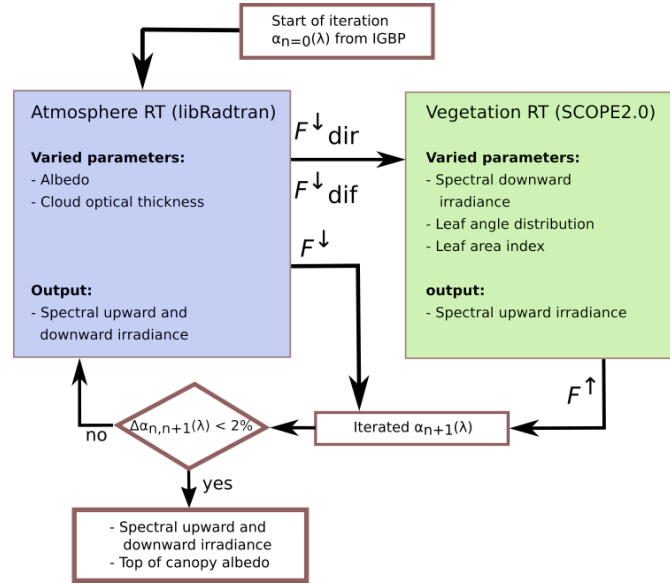 Start of iteration
αn=0(λ) from IGBP
Atmosphere RT (libRadtran)
Varied parameters:
- Albedo
- Cloud optical thickness
Output:
- Spectral upward and
downward irradiance
F↓dir
F↓dif
F↓
Vegetation RT (SCOPE2.0)
Varied parameters:
- Spectral downward
irradiance
- Leaf angle distribution
- Leaf area index
output:
- Spectral upward irradiance
F↑
Iterated αn+1(λ)
Δαn,n+1(λ) < 2%
no
yes
- Spectral upward and
downward irradiance
- Top of canopy albedo